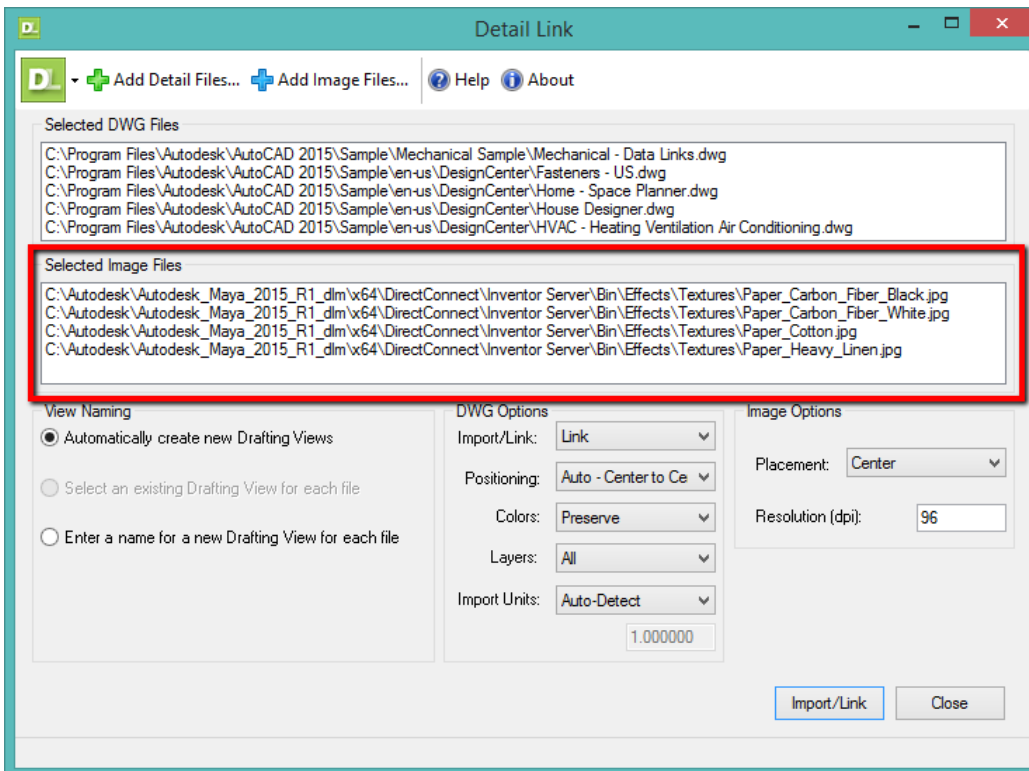 DL
Detail Link
DL
Add Detail Files... Add Image Files... Help About
Selected DWG Files
C:\Program Files\Autodesk\AutoCAD 2015\Sample\Mechanical Sample\Mechanical - Data Links.dwg
C:\Program Files\Autodesk\AutoCAD 2015\Sample\en-us\DesignCenter\Fasteners - US.dwg
C:\Program Files\Autodesk\AutoCAD 2015\Sample\en-us\DesignCenter\Home - Space Planner.dwg
C:\Program Files\Autodesk\AutoCAD 2015\Sample\en-us\DesignCenter\House Designer.dwg
C:\Program Files\Autodesk\AutoCAD 2015\Sample\en-us\DesignCenter\HVAC - Heating Ventilation Air Conditioning.dwg
Selected Image Files
C:\Autodesk\Autodesk_Maya_2015_R1_dlm\x64\DirectConnect\Inventor Server\Bin\Effects\Textures\Paper_Carbon_Fiber_Black.jpg
C:\Autodesk\Autodesk_Maya_2015_R1_dlm\x64\DirectConnect\Inventor Server\Bin\Effects\Textures\Paper_Carbon_Fiber_White.jpg
C:\Autodesk\Autodesk_Maya_2015_R1_dlm\x64\DirectConnect\Inventor Server\Bin\Effects\Textures\Paper_Cotton.jpg
C:\Autodesk\Autodesk_Maya_2015_R1_dlm\x64\DirectConnect\Inventor Server\Bin\Effects\Textures\Paper_Heavy_Linen.jpg
View Naming
Automatically create new Drafting Views
Select an existing Drafting View for each file
Enter a name for a new Drafting View for each file
DWG Options
Import/Link: Link
Positioning: Auto - Center to Ce
Colors: Preserve
Layers: All
Import Units: Auto-Detect
1.000000
Image Options
Placement: Center
Resolution (dpi): 96
Import/Link Close